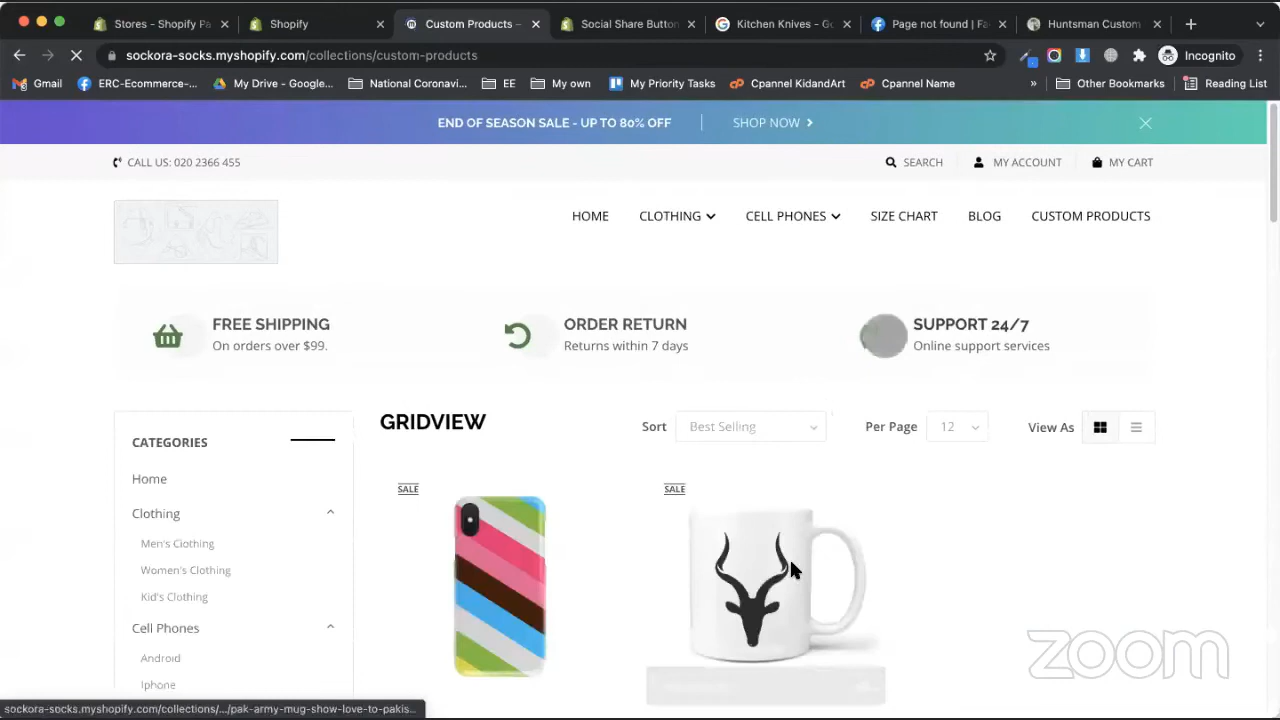 Stores - Shopify Pa
Shopify
Custom Products –
Social Share Button
Kitchen Knives - Go
Page not found | Fa
Huntsman Custom
sockora-socks.myshopify.com/collections/custom-products
Incognito
Gmail
ERC-Ecommerce-...
My Drive - Google...
National Coronavi...
EE
My own
My Priority Tasks
Cpanel KidandArt
Cpannel Name
»
Other Bookmarks
Reading List
END OF SEASON SALE - UP TO 80% OFF
SHOP NOW
CALL US: 020 2366 455
SEARCH
MY ACCOUNT
MY CART
HOME
CLOTHING
CELL PHONES
SIZE CHART
BLOG
CUSTOM PRODUCTS
FREE SHIPPING
On orders over $99.
ORDER RETURN
Returns within 7 days
SUPPORT 24/7
Online support services
CATEGORIES
Home
Clothing
Men's Clothing
Women's Clothing
Kid's Clothing
Cell Phones
Android
Iphone
GRIDVIEW
Sort
Best Selling
Per Page
12
View As
SALE
SALE
zoom
sockora-socks.myshopify.com/collections/.../pak-army-mug-show-love-to-pakis...